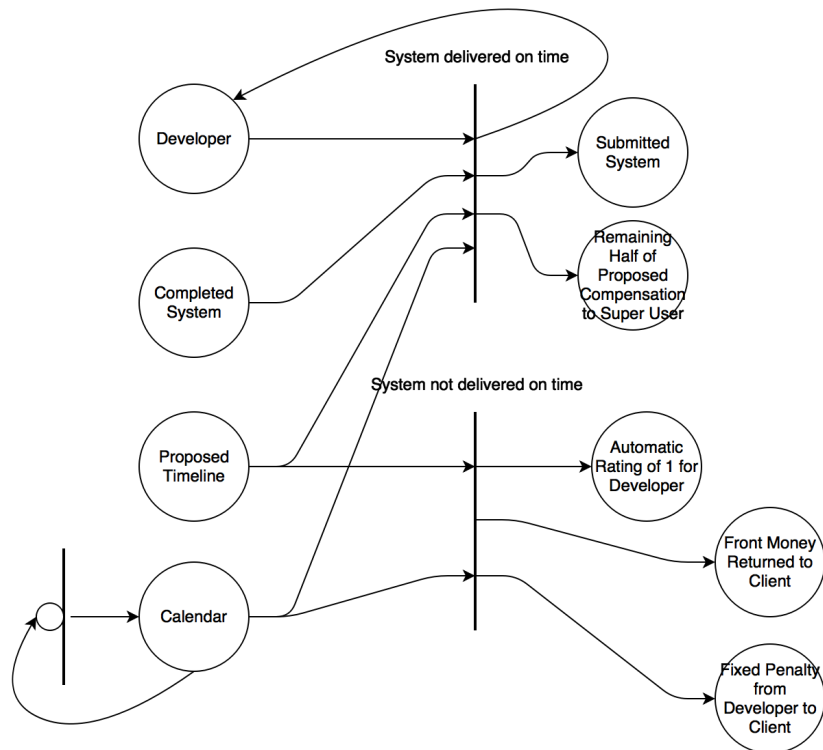 System delivered on time
Developer
Submitted
System
Remaining
Half of
Proposed
Compensation
to Super User
Completed
System
System not delivered on time
Proposed
Timeline
Automatic
Rating of 1 for
Developer
Front Money
Returned to
Client
Calendar
Fixed Penalty
from
Developer to
Client